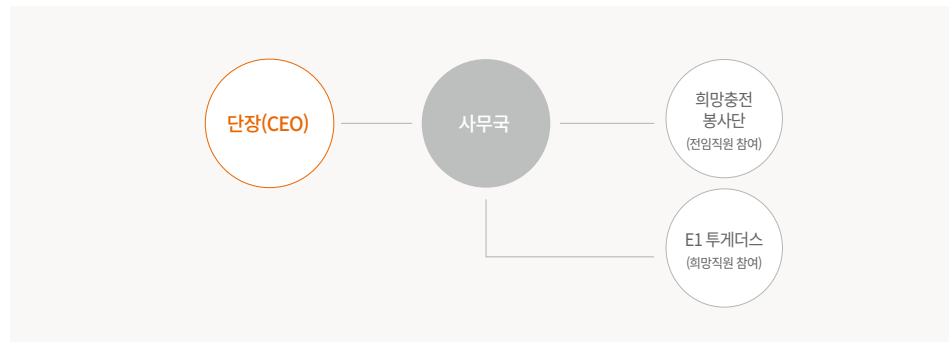 단장(CEO)
사무국
희망충전
봉사단
(전임직원 참여)
E1 투게더스
(희망직원 참여)